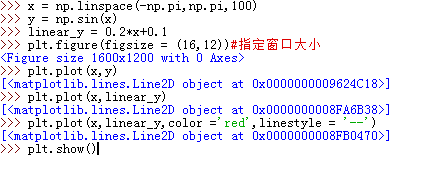 >>> x = np.linspace(-np.pi,np.pi,100)
>>> y = np.sin(x)
>>> linear_y = 0.2*x+0.1
>>> plt.figure(figsize = (16,12))#指定窗口大小
<Figure size 1600x1200 with 0 Axes>
>>> plt.plot(x,y)
[<matplotlib.lines.Line2D object at 0x0000000009624C18>]
>>> plt.plot(x,linear_y)
[<matplotlib.lines.Line2D object at 0x0000000008FA6B38>]
>>> plt.plot(x,linear_y,color ='red',linestyle = '--')
[<matplotlib.lines.Line2D object at 0x0000000008FB0470>]
>>> plt.show()